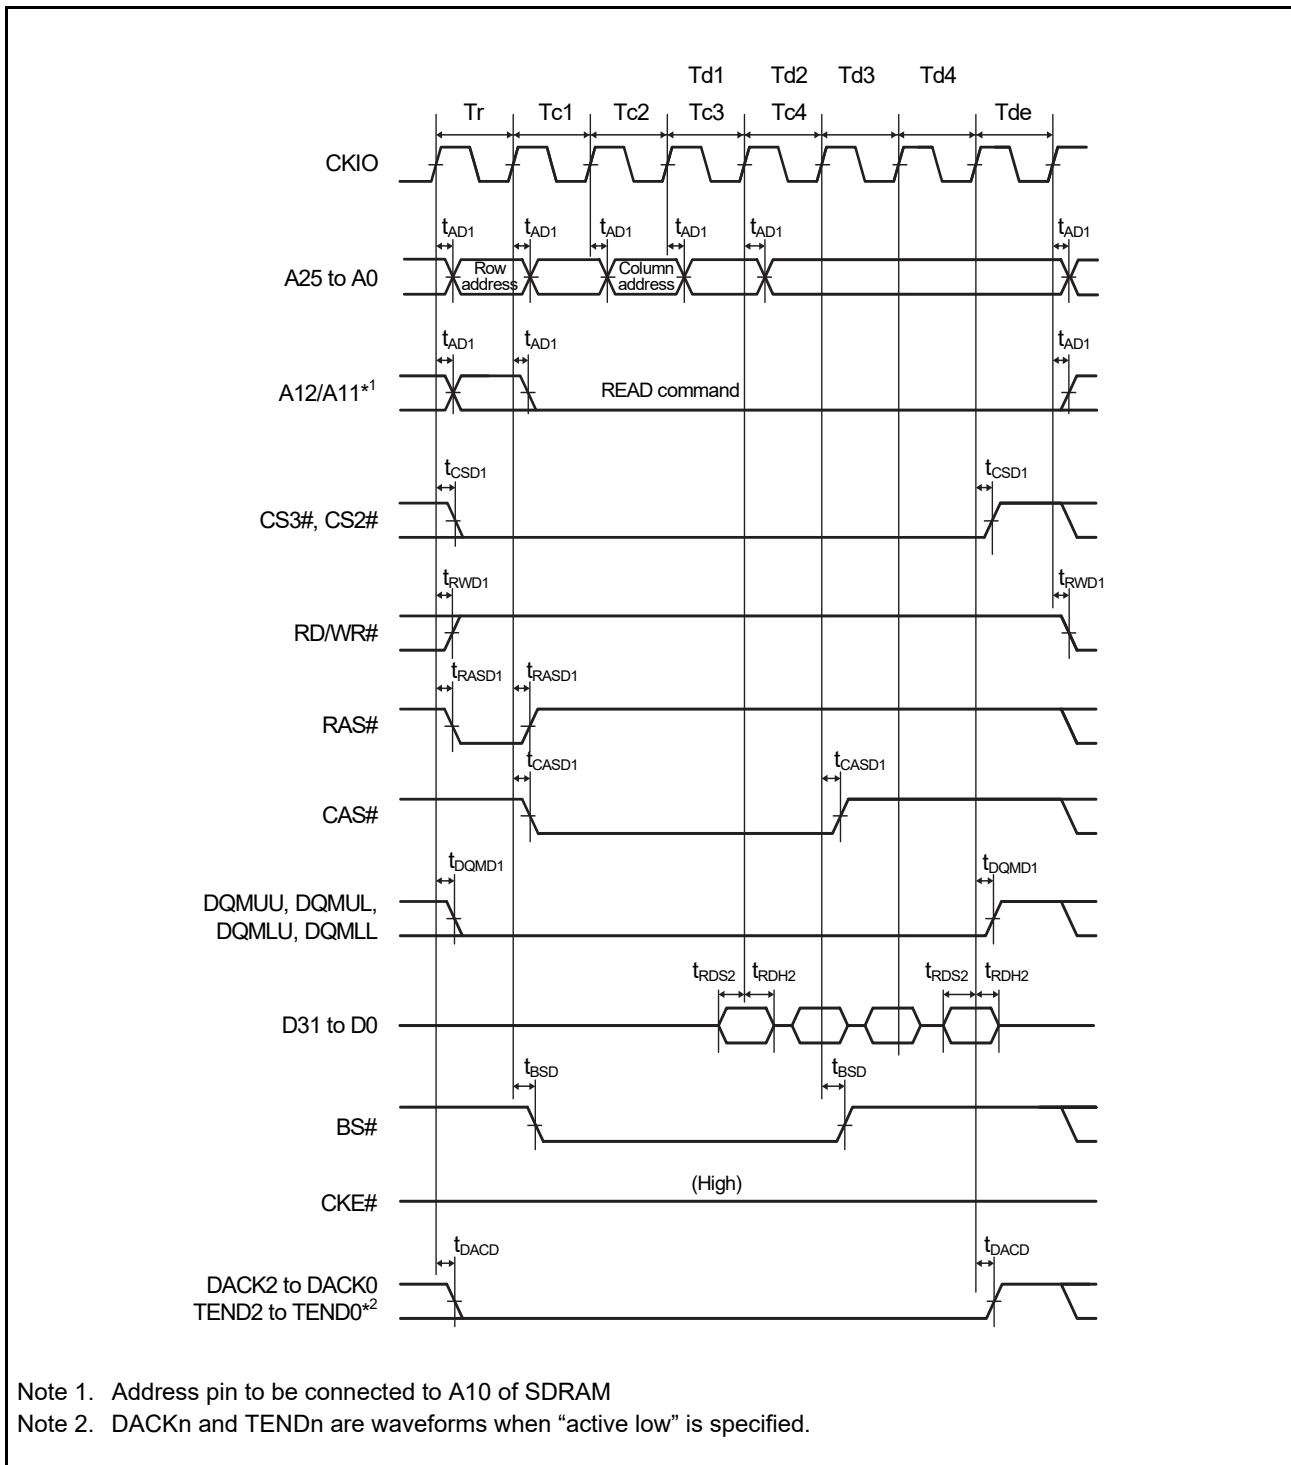 Td1 Td2 Td3 Td4
Tr Tc1 Tc2 Tc3 Tc4 Tde
CKIO
tAD1 tAD1 tAD1 tAD1 tAD1 tAD1
A25 to A0
Row address
Column address
tAD1 tAD1 tAD1
A12/A11*1
READ command
tCSD1 tCSD1
CS3#, CS2#
tRWD1 tRWD1
RD/WR#
tRASD1 tRASD1
RAS#
tCASD1 tCASD1
CAS#
tDQMD1 tDQMD1
DQMUU, DQMUL,
DQMLU, DQMLL
tRDS2 tRDH2 tRDS2 tRDH2
D31 to D0
tBSD tBSD
BS#
(High)
CKE#
tDACD tDACD
DACK2 to DACK0
TEND2 to TEND0*2
Note 1. Address pin to be connected to A10 of SDRAM
Note 2. DACKn and TENDn are waveforms when “active low” is specified.